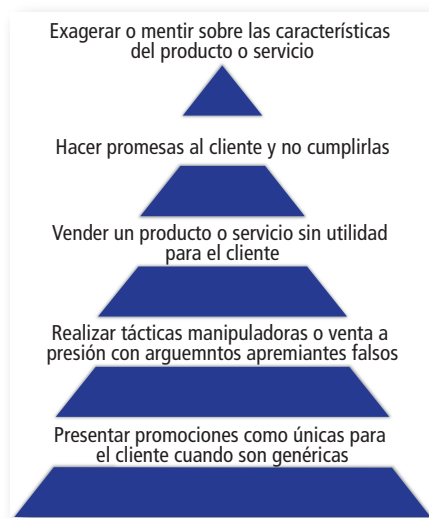 Exagerar o mentir sobre las características
del producto o servicio
Hacer promesas al cliente y no cumplirlas
Vender un producto o servicio sin utilidad
para el cliente
Realizar tácticas manipuladoras o venta a
presión con arguemntos apremiantes falsos
Presentar promociones como únicas para
el cliente cuando son genéricas